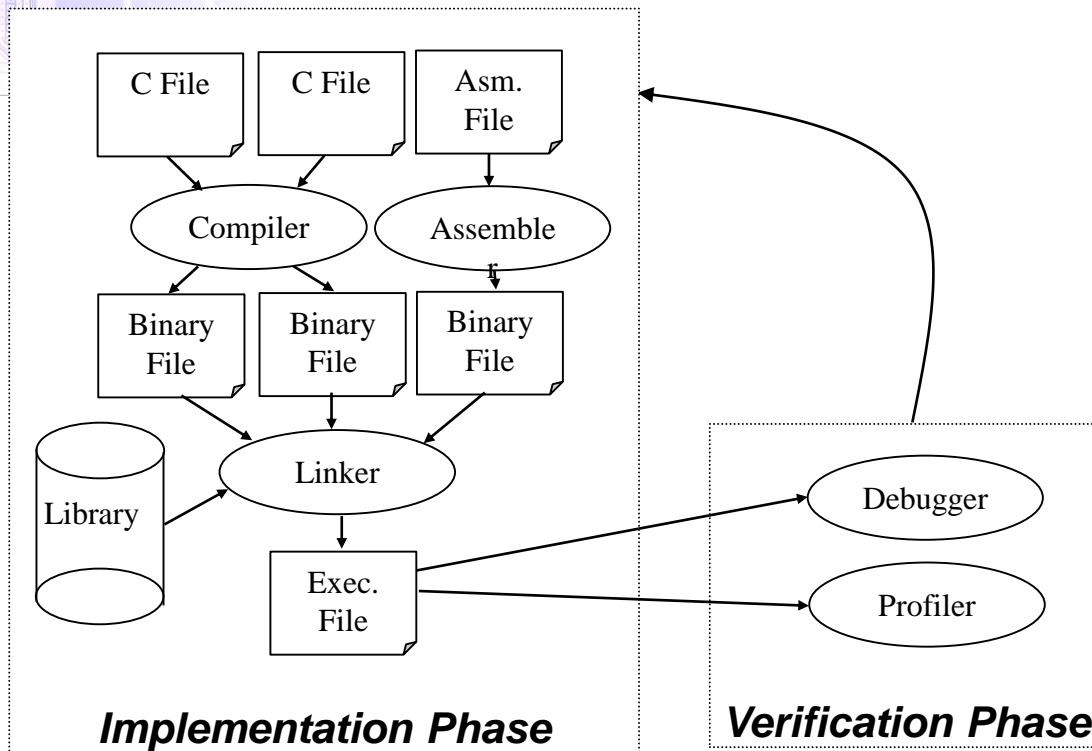 C File
C File
Asm.
File
Compiler
Assemble
r
Binary
File
Binary
File
Binary
File
Library
Linker
Exec.
File
Debugger
Profiler
Implementation Phase
Verification Phase